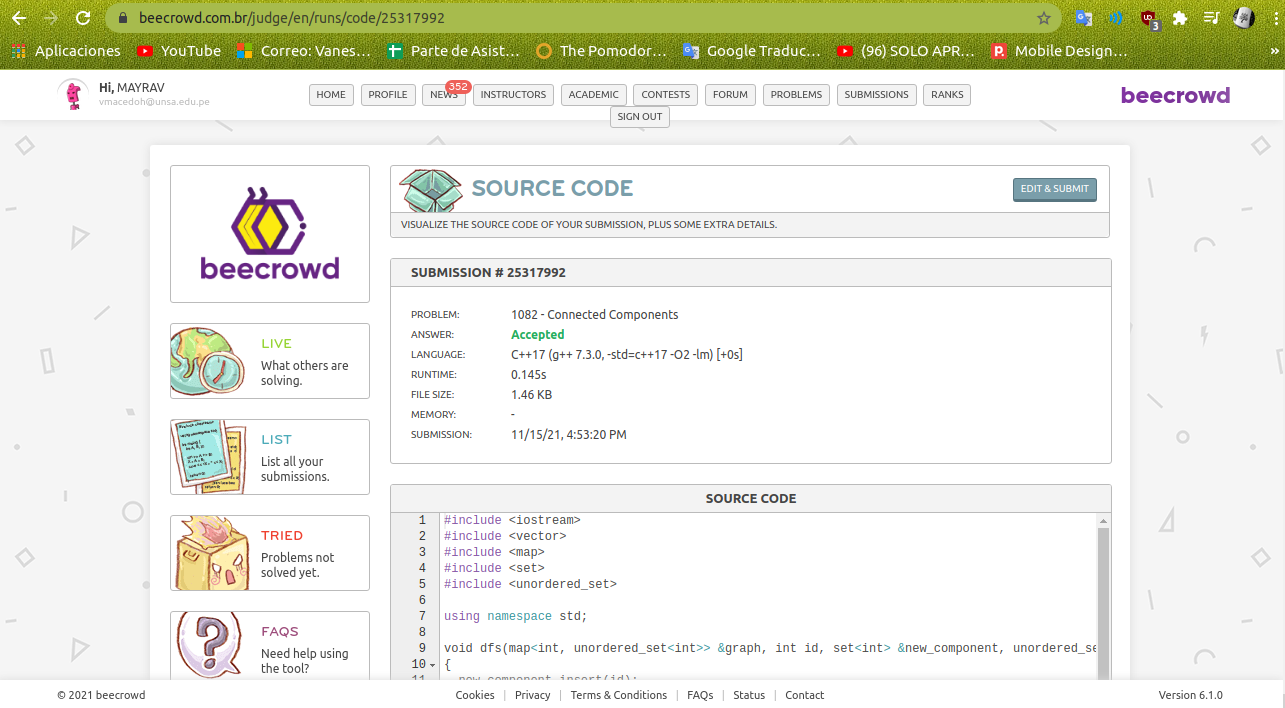 beecrowd.com.br/judge/en/runs/code/25317992
3
Aplicaciones YouTube Correo: Vanes… Parte de Asist… The Pomodor… Google Traduc… (96) SOLO APR… Mobile Design… »
Hi, MAYRAV
vmacedoh@unsa.edu.pe
HOME PROFILE NEWS 352 INSTRUCTORS ACADEMIC CONTESTS FORUM PROBLEMS SUBMISSIONS RANKS
SIGN OUT
beecrowd
beecrowd
SOURCE CODE
EDIT & SUBMIT
VISUALIZE THE SOURCE CODE OF YOUR SUBMISSION, PLUS SOME EXTRA DETAILS.
LIVE
What others are
solving.
LIST
List all your
submissions.
TRIED
Problems not
solved yet.
FAQS
Need help using
the tool?
SUBMISSION # 25317992
PROBLEM: 1082 - Connected Components
ANSWER: Accepted
LANGUAGE: C++17 (g++ 7.3.0, -std=c++17 -O2 -lm) [+0s]
RUNTIME: 0.145s
FILE SIZE: 1.46 KB
MEMORY: -
SUBMISSION: 11/15/21, 4:53:20 PM
SOURCE CODE
1 #include <iostream>
2 #include <vector>
3 #include <map>
4 #include <set>
5 #include <unordered_set>
6
7 using namespace std;
8
9 void dfs(map<int, unordered_set<int>> &graph, int id, set<int> &new_component, unordered_se
10 {
11 new_component.insert(id);
© 2021 beecrowd
Cookies | Privacy | Terms & Conditions | FAQs | Status | Contact
Version 6.1.0